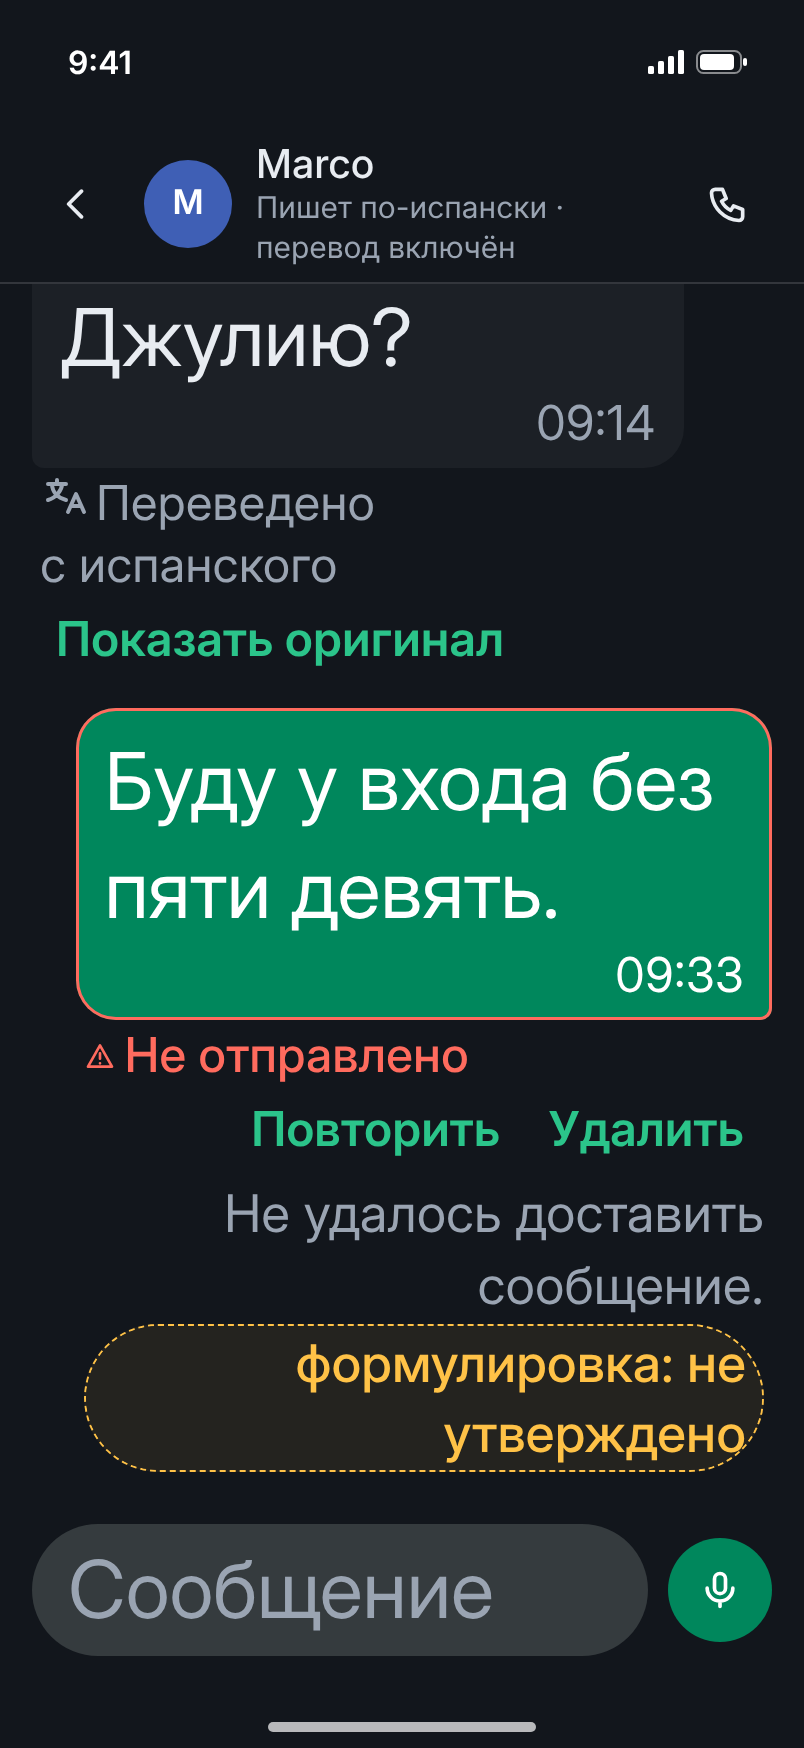 9:41
M
Marco
Пишет по-испански ·
перевод включён
Джулию?
09:14
Переведено
с испанского
Показать оригинал
Буду у входа без
пяти девять.
09:33
Не отправлено
Повторить Удалить
Не удалось доставить
сообщение.
формулировка: не
утверждено
Сообщение